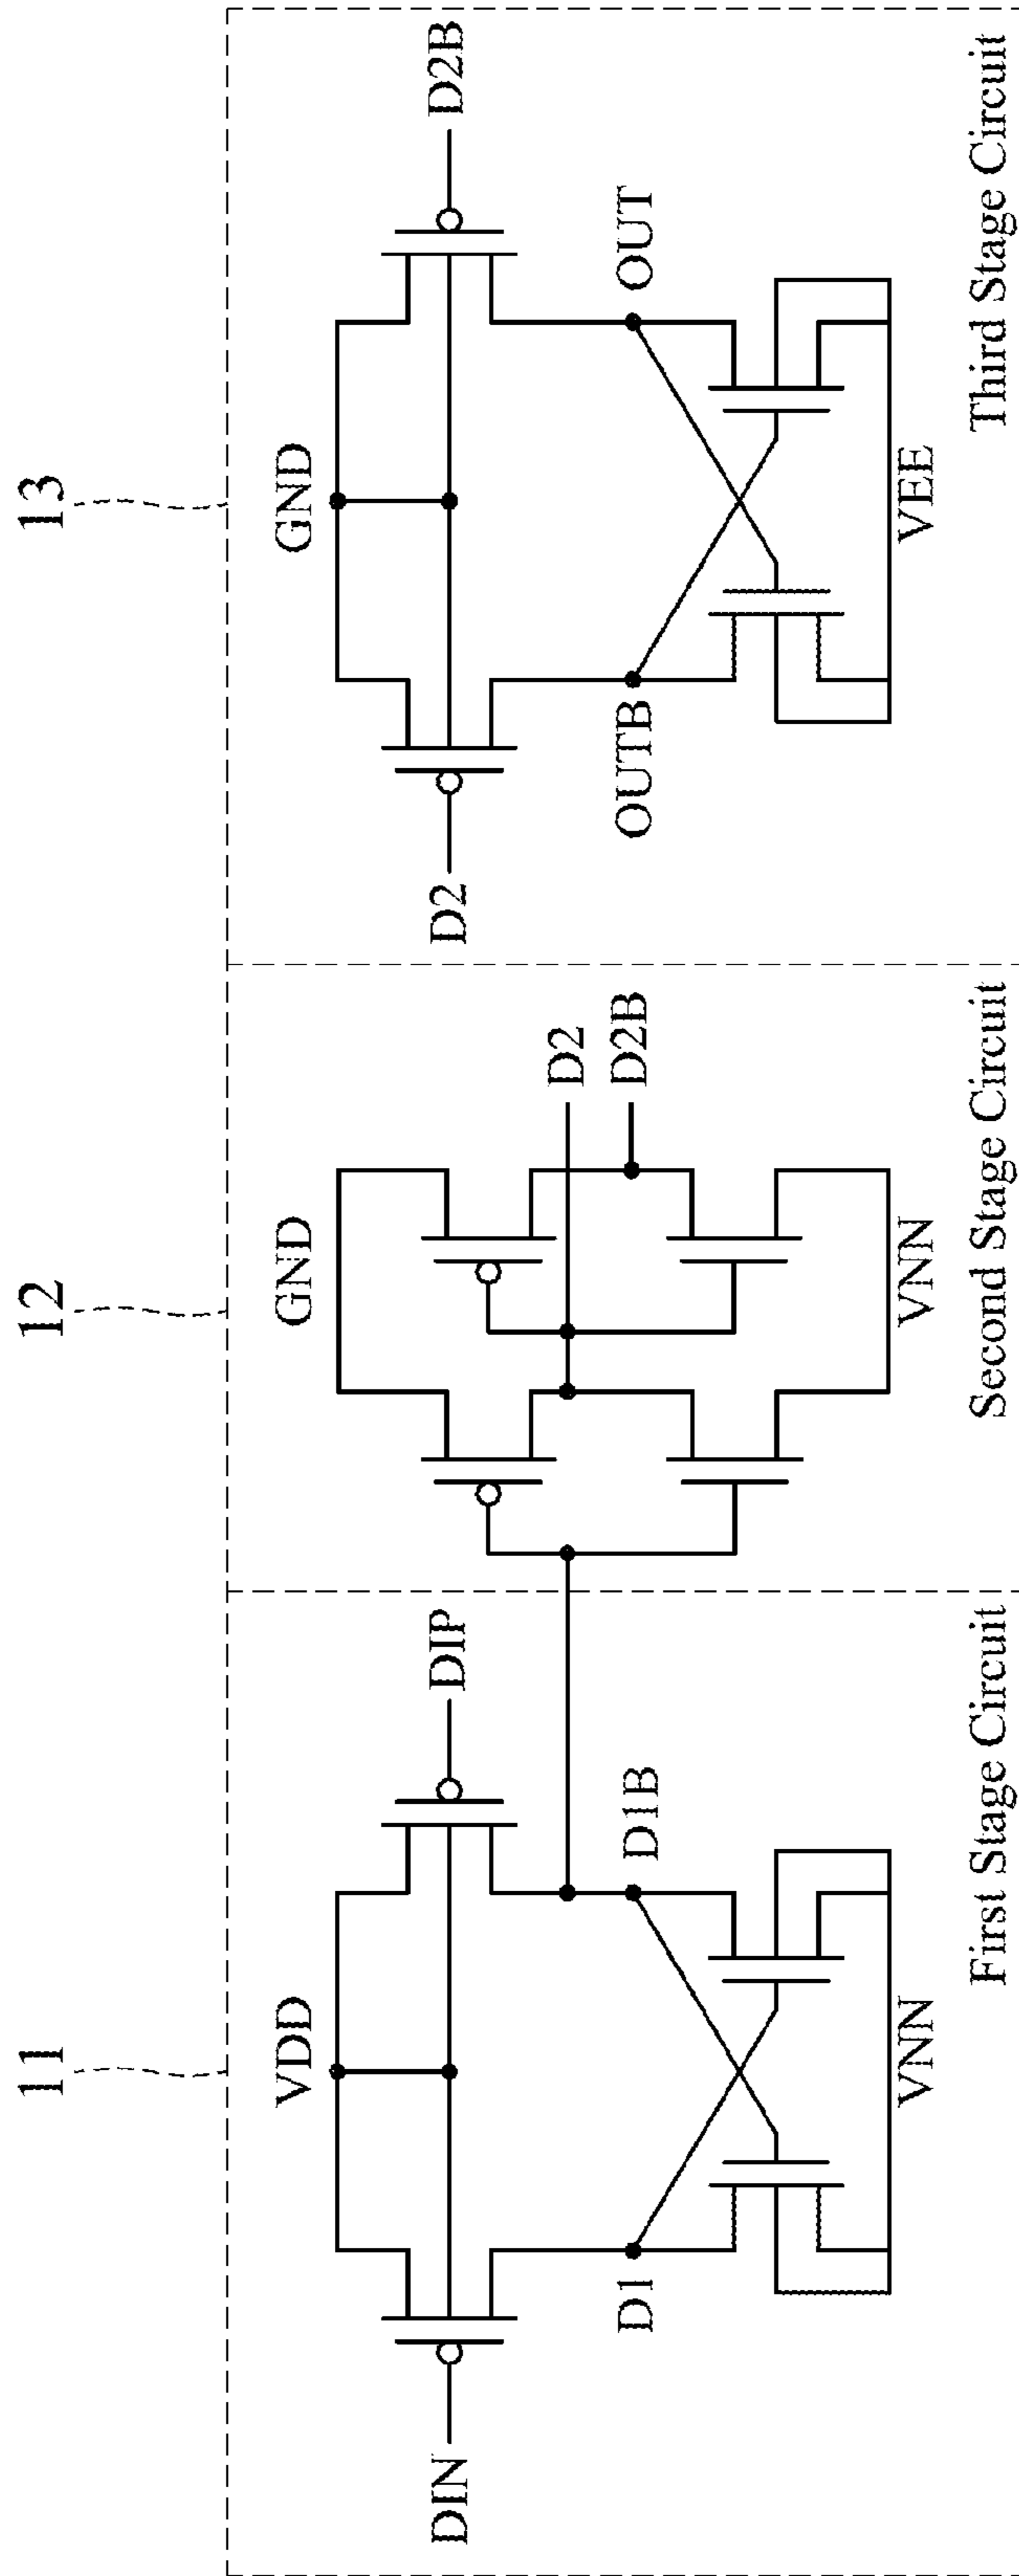 11
12
13
VDD
GND
GND
DIN
DIP
D2
D2B
D2
D2B
D1
D1B
OUTB
OUT
VNN
VNN
VEE
First Stage Circuit
Second Stage Circuit
Third Stage Circuit